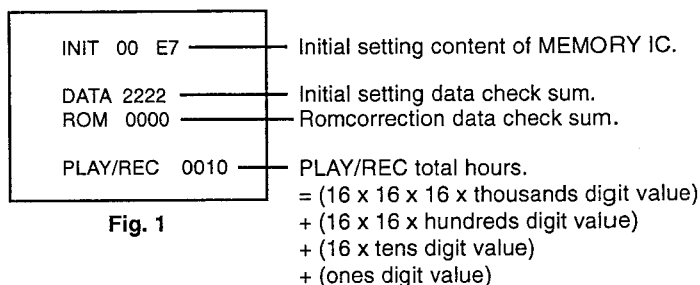 INIT 00 E7 Initial setting content of MEMORY IC.
DATA 2222 Initial setting data check sum.
ROM 0000 Romcorrection data check sum.
PLAY/REC 0010 PLAY/REC total hours.
= (16 x 16 x 16 x thousands digit value)
+ (16 x 16 x hundreds digit value)
+ (16 x tens digit value)
+ (ones digit value)
Fig. 1